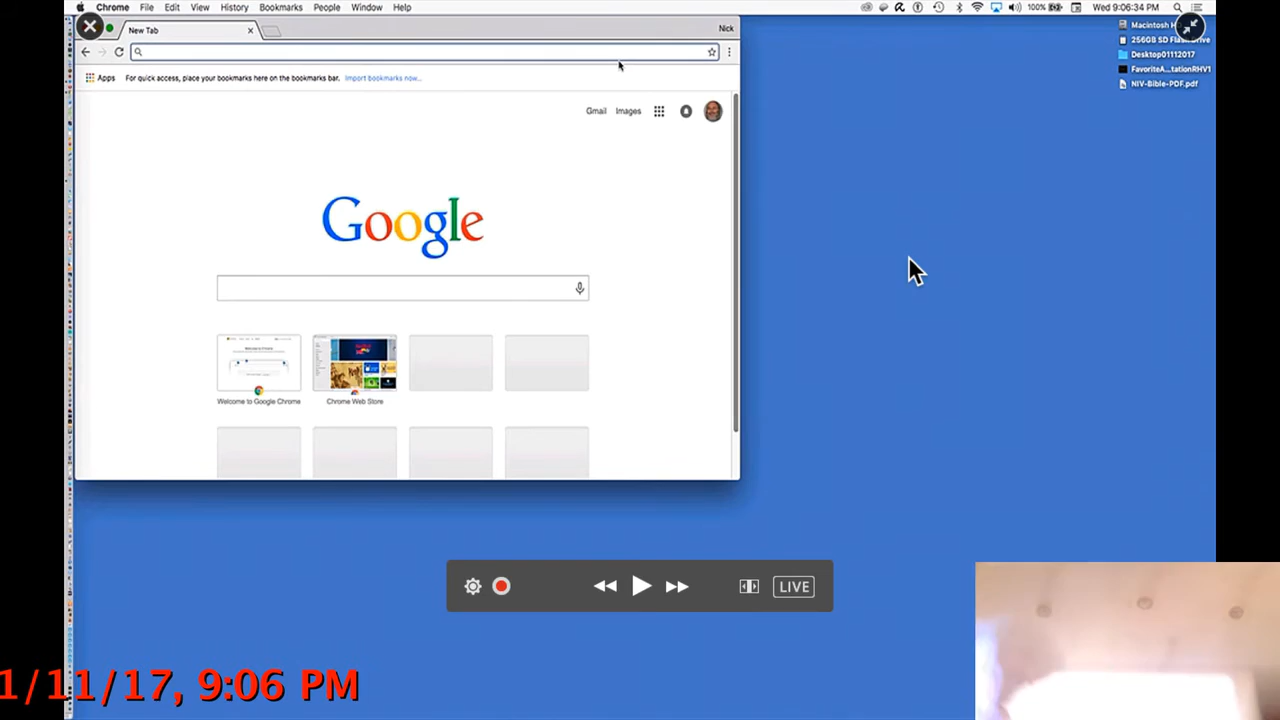 Chrome File Edit View History Bookmarks People Window Help 100% Wed 9:06:34 PM
New Tab Nick
Macintosh H
256GB SD Flash Drive
Desktop01112017
FavoriteA...tationRHV1
NIV-Bible-PDF.pdf
Apps For quick access, place your bookmarks here on the bookmarks bar. Import bookmarks now...
Gmail Images
Google
Welcome to Google Chrome Chrome Web Store
LIVE
1/11/17, 9:06 PM